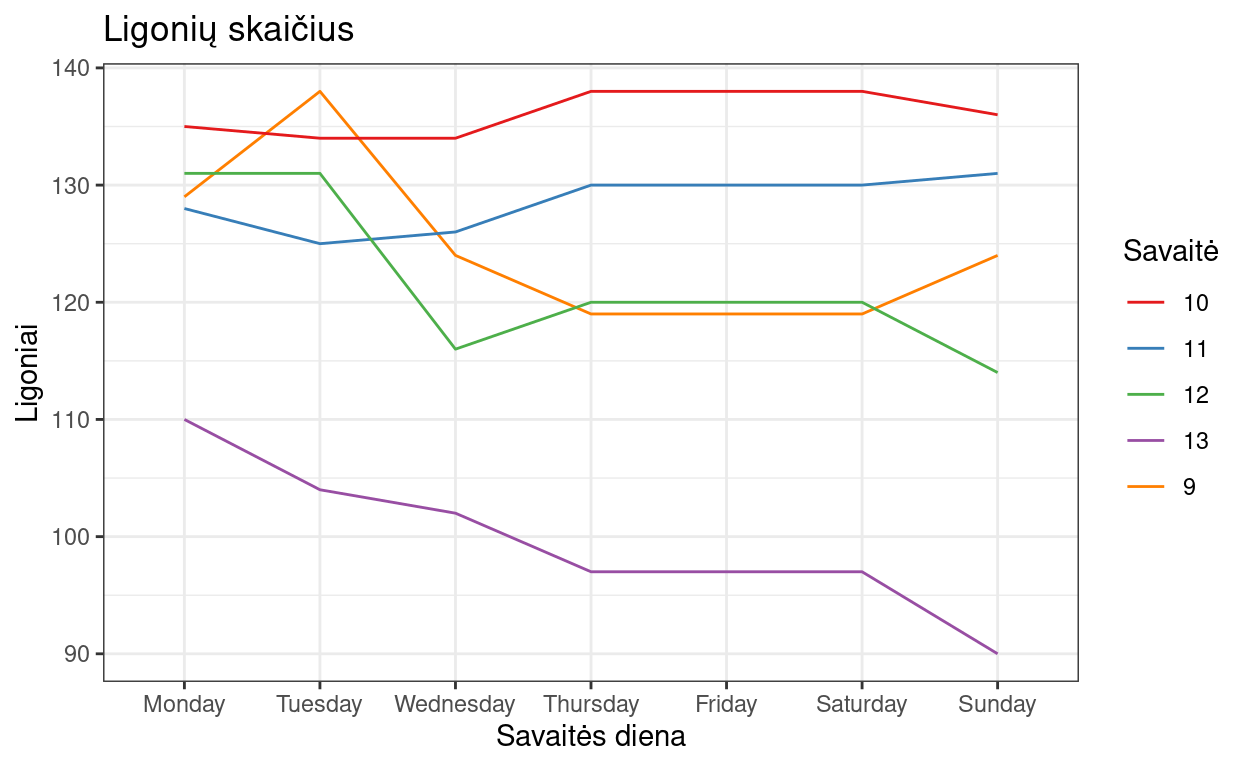 Ligonių skaičius
140
130
120
110
100
90
Ligoniai
Monday Tuesday Wednesday Thursday Friday Saturday Sunday
Savaitės diena
Savaitė
10
11
12
13
9